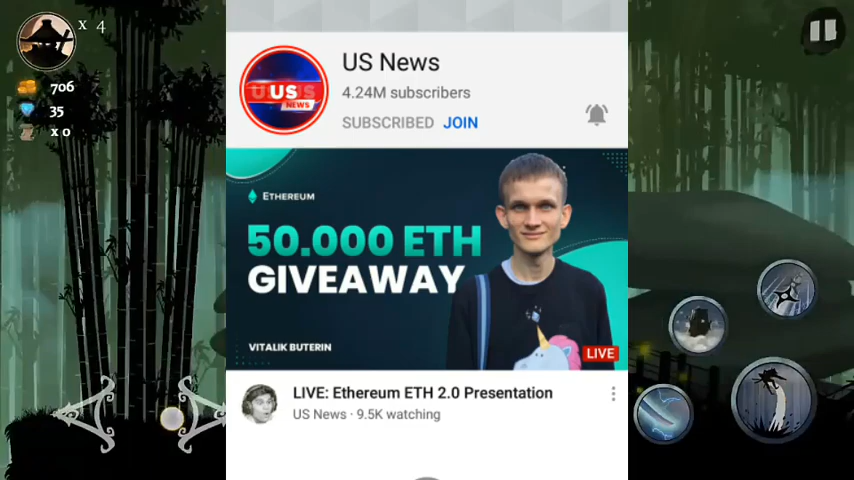 x 4
706
35
x 0
US News
4.24M subscribers
SUBSCRIBED JOIN
US
NEWS
ETHEREUM
50.000 ETH
GIVEAWAY
VITALIK BUTERIN
LIVE
LIVE: Ethereum ETH 2.0 Presentation
US News · 9.5K watching